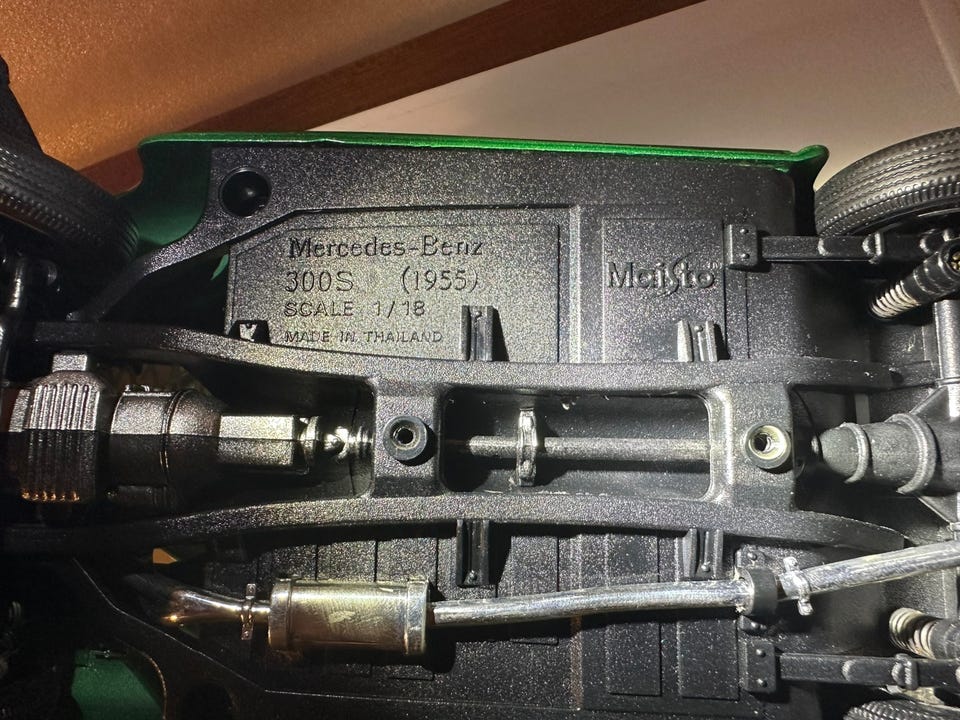 Mercedes-Benz
300S (1955)
SCALE 1/18
MADE IN THAILAND
Maisto